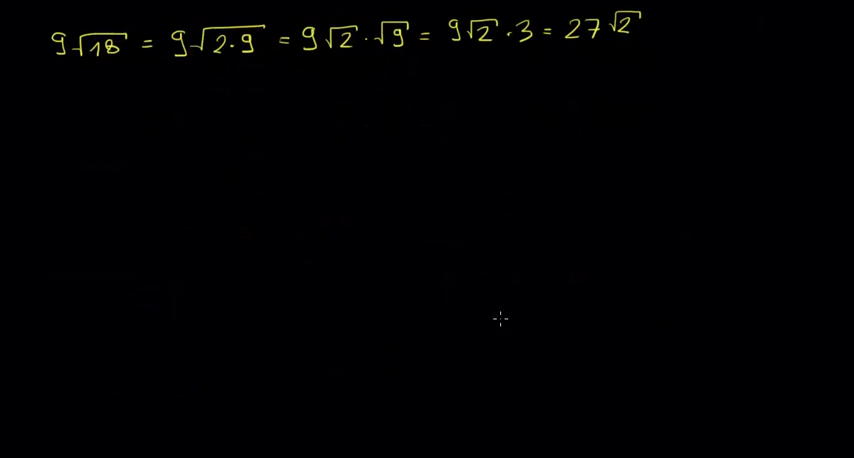 9√18 = 9√2·9 = 9√2 · √9 = 9√2 · 3 = 27√2